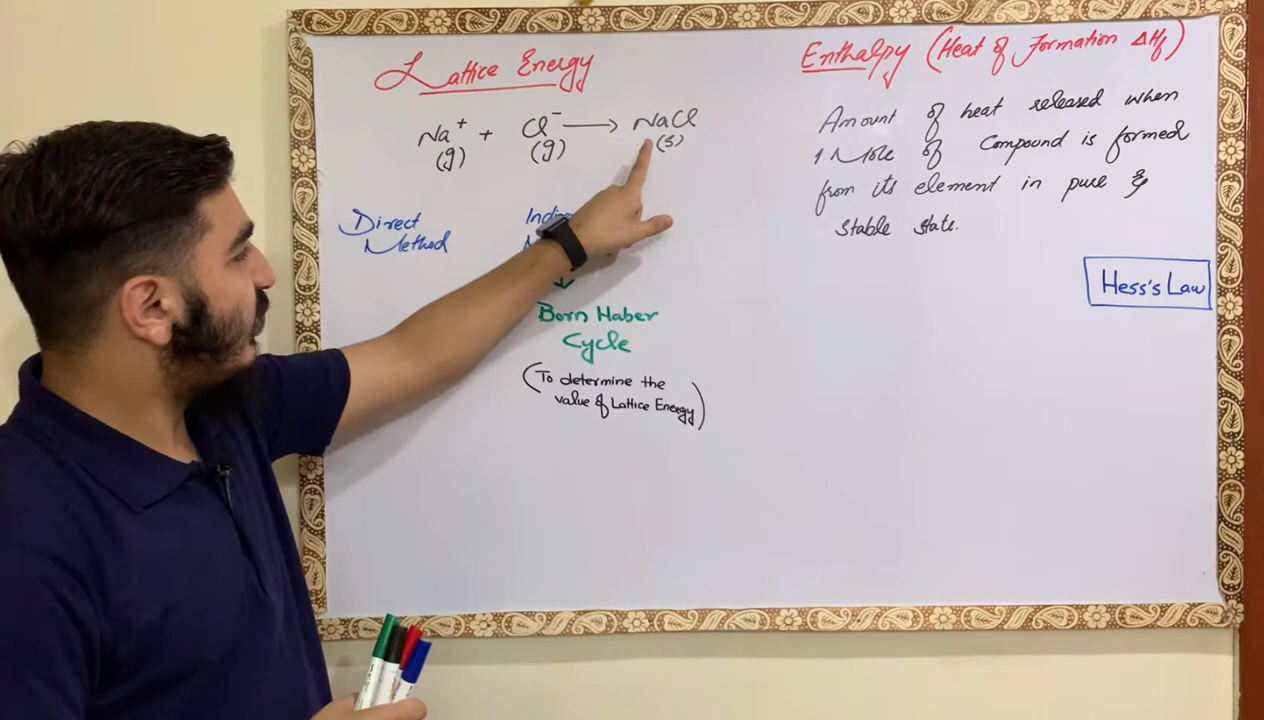 Lattice Energy
Na⁺ + Cl⁻ → NaCl
(g) (g) (s)
Direct
Method
Born Haber
Cycle
(To determine the
value of Lattice Energy)
Enthalpy (Heat of Formation ΔHf)
Amount of heat released when
1 Mole of Compound is formed
from its element in pure &
stable state.
Hess's Law